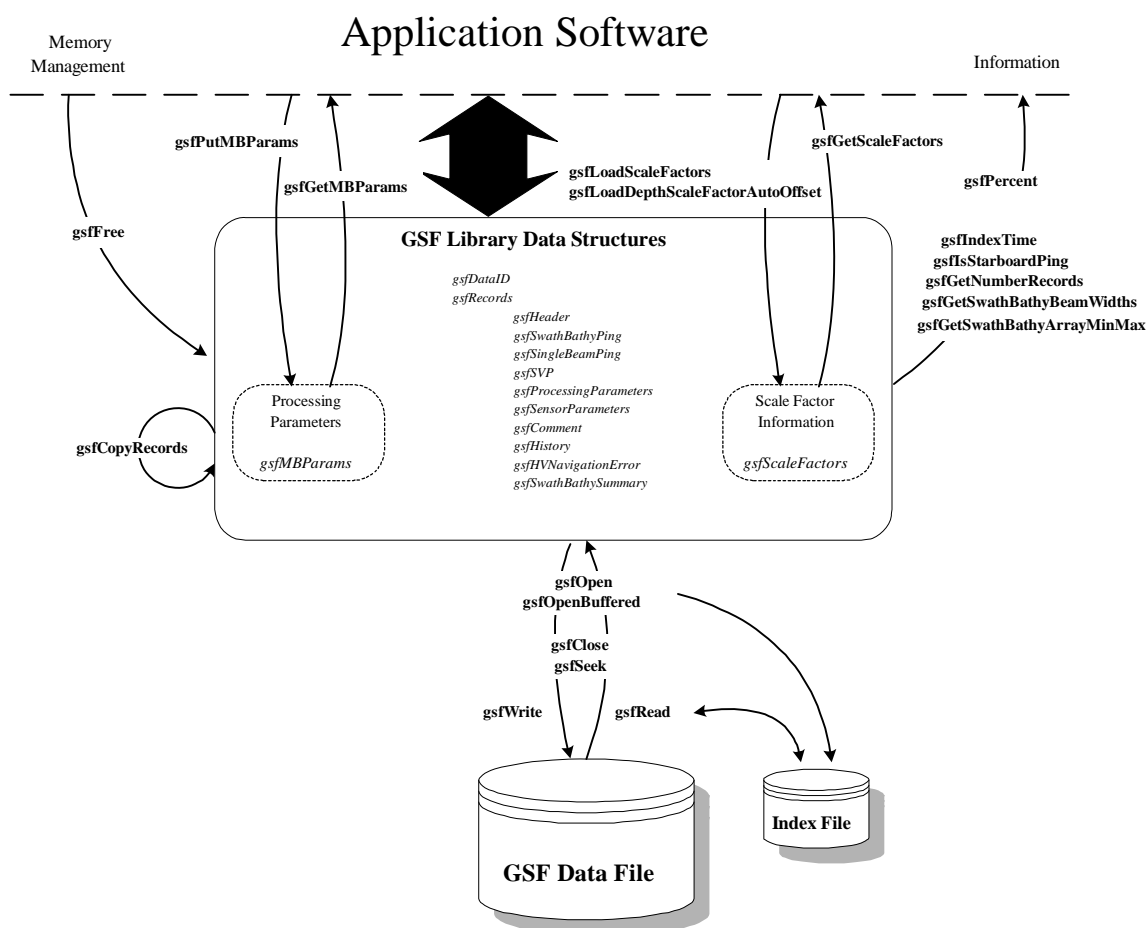 Application Software
Memory
Management
Information
gsfPutMBParams
gsfGetScaleFactors
gsfGetMBParams
gsfLoadScaleFactors
gsfLoadDepthScaleFactorAutoOffset
gsfPercent
gsfFree
GSF Library Data Structures
gsfIndexTime
gsfIsStarboardPing
gsfGetNumberRecords
gsfGetSwathBathyBeamWidths
gsfGetSwathBathyArrayMinMax
gsfDataID
gsfRecords
gsfHeader
gsfSwathBathyPing
gsfSingleBeamPing
gsfSVP
gsfProcessingParameters
gsfSensorParameters
gsfComment
gsfHistory
gsfHVNavigationError
gsfSwathBathySummary
Processing
Parameters
gsfMBParams
Scale Factor
Information
gsfScaleFactors
gsfCopyRecords
gsfOpen
gsfOpenBuffered
gsfClose
gsfSeek
gsfWrite
gsfRead
Index File
GSF Data File